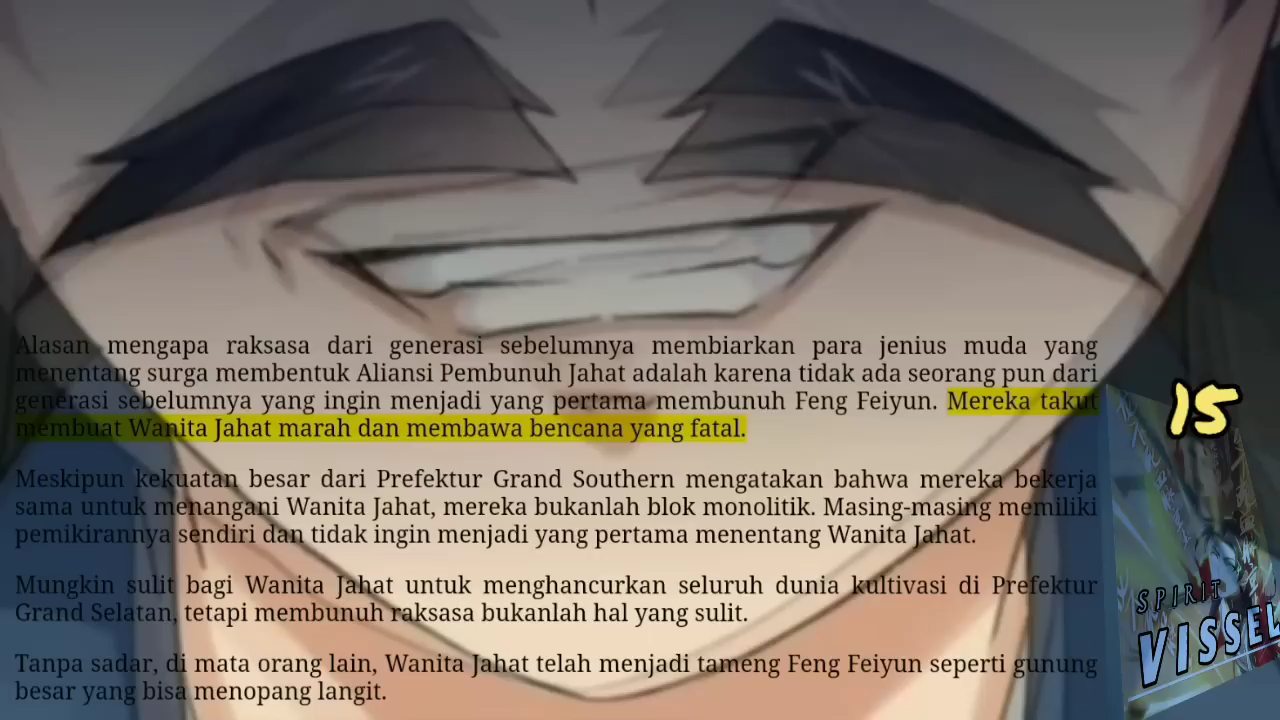 Alasan mengapa raksasa dari generasi sebelumnya membiarkan para jenius muda yang
menentang surga membentuk Aliansi Pembunuh Jahat adalah karena tidak ada seorang pun dari
generasi sebelumnya yang ingin menjadi yang pertama membunuh Feng Feiyun. Mereka takut
membuat Wanita Jahat marah dan membawa bencana yang fatal.
Meskipun kekuatan besar dari Prefektur Grand Southern mengatakan bahwa mereka bekerja
sama untuk menangani Wanita Jahat, mereka bukanlah blok monolitik. Masing-masing memiliki
pemikirannya sendiri dan tidak ingin menjadi yang pertama menentang Wanita Jahat.
Mungkin sulit bagi Wanita Jahat untuk menghancurkan seluruh dunia kultivasi di Prefektur
Grand Selatan, tetapi membunuh raksasa bukanlah hal yang sulit.
Tanpa sadar, di mata orang lain, Wanita Jahat telah menjadi tameng Feng Feiyun seperti gunung
besar yang bisa menopang langit.
15
SPIRIT
VISSEL